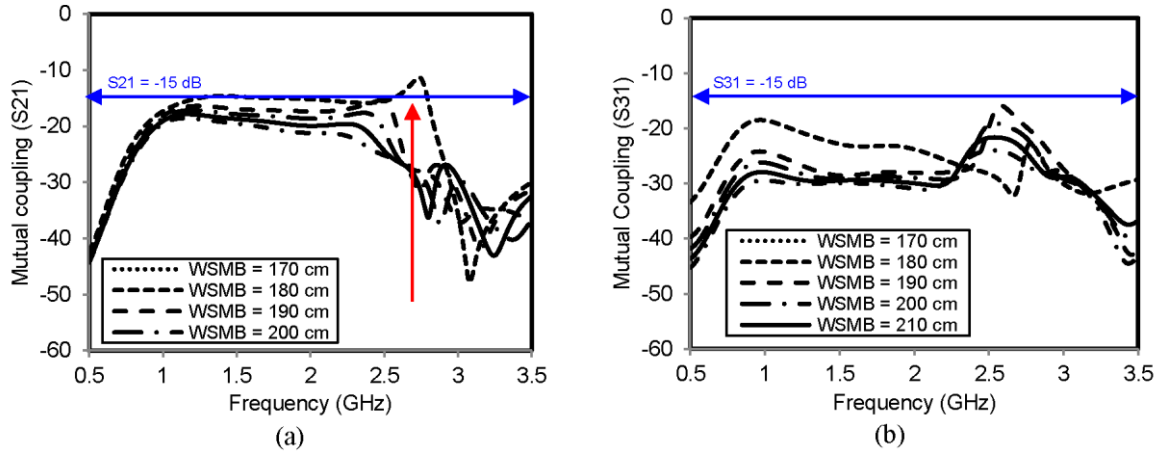 0
-10
-20
-30
-40
-50
-60
Mutual coupling (S21)
S21 = -15 dB
WSMB = 170 cm
WSMB = 180 cm
WSMB = 190 cm
WSMB = 200 cm
0.5 1 1.5 2 2.5 3 3.5
Frequency (GHz)
(a)
0
-10
-20
-30
-40
-50
-60
Mutual Coupling (S31)
S31 = -15 dB
WSMB = 170 cm
WSMB = 180 cm
WSMB = 190 cm
WSMB = 200 cm
WSMB = 210 cm
0.5 1 1.5 2 2.5 3 3.5
Frequency (GHz)
(b)